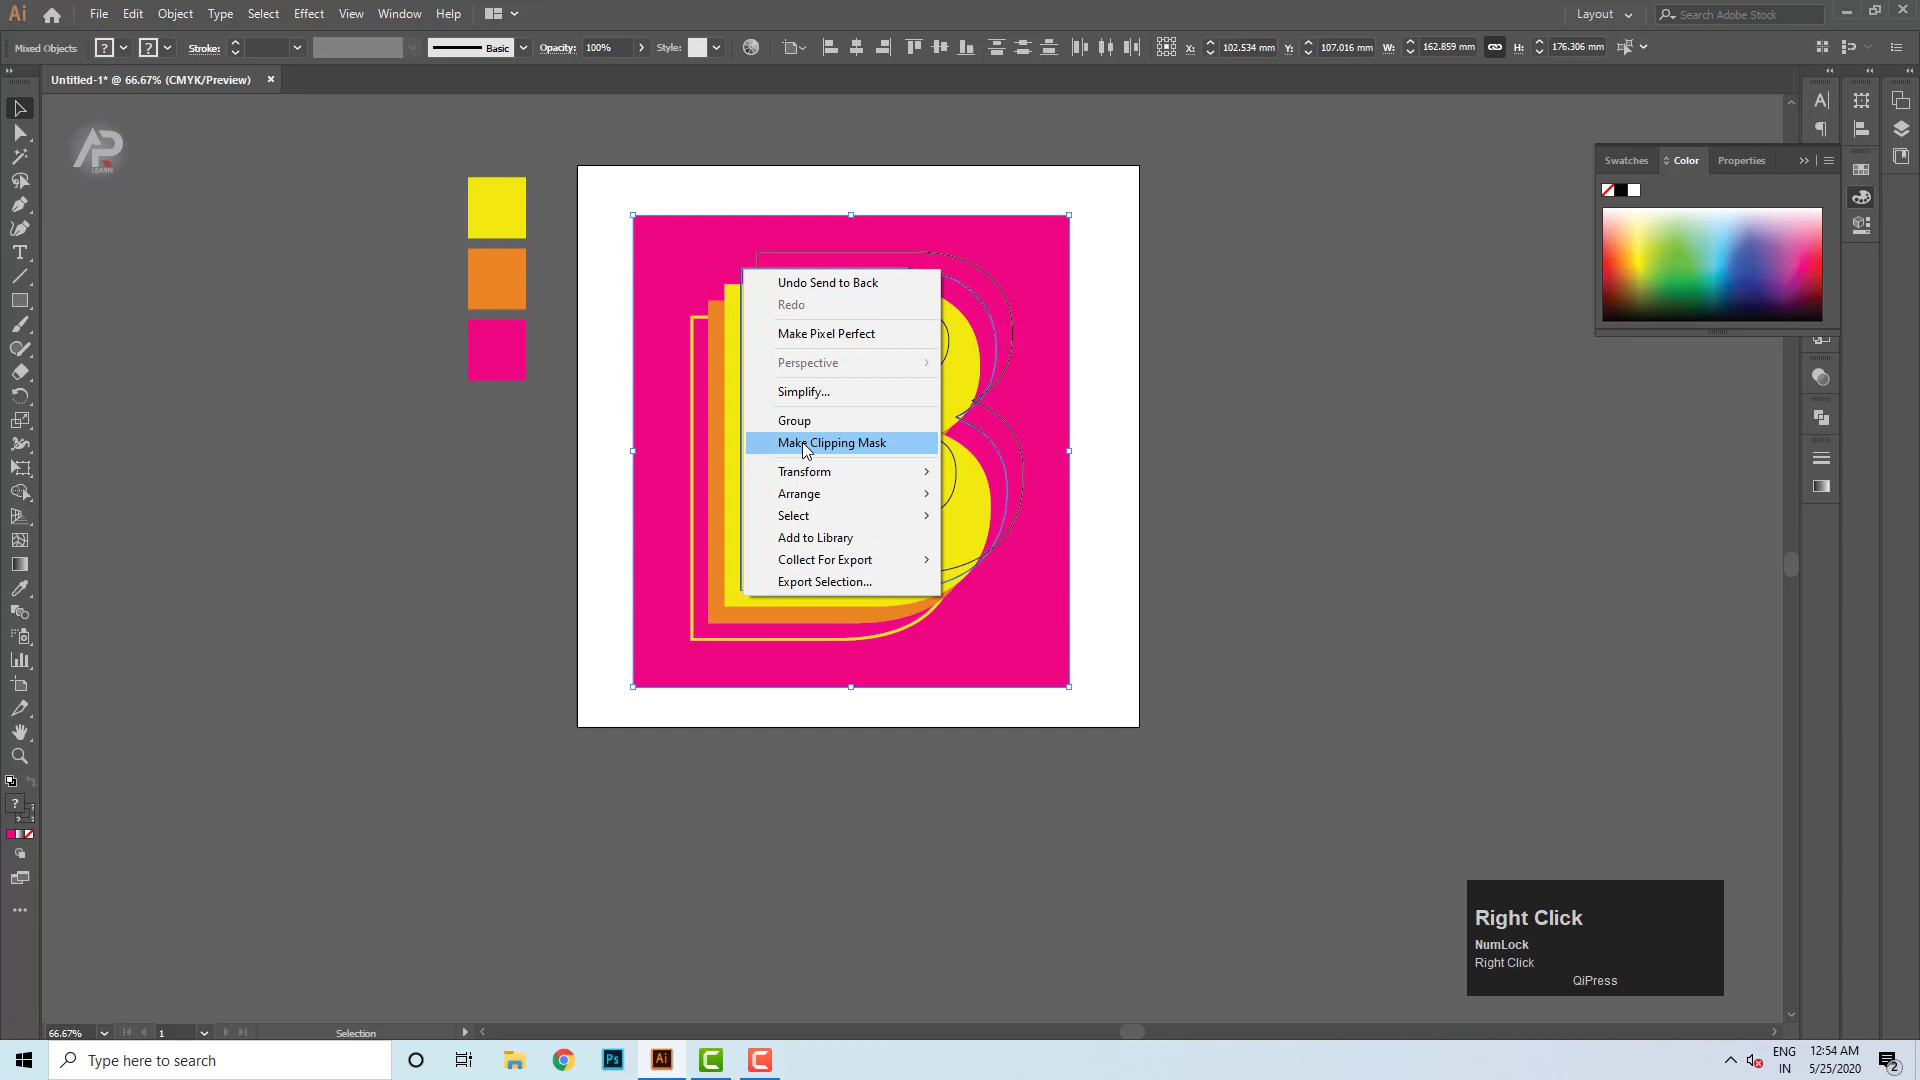 Ai
File Edit Object Type Select Effect View Window Help
Layout
Search Adobe Stock
Mixed Objects
?
?
Stroke:
Basic
Opacity: 100%
Style:
X: 102.534 mm
Y: 107.016 mm
W: 162.859 mm
H: 176.306 mm
Untitled-1* @ 66.67% (CMYK/Preview)
AP
LEARN
Swatches Color Properties
Undo Send to Back
Redo
Make Pixel Perfect
Perspective
Simplify...
Group
Make Clipping Mask
Transform
Arrange
Select
Add to Library
Collect For Export
Export Selection...
Right Click
NumLock
Right Click
QiPress
66.67%
1
Selection
Type here to search
Ps
Ai
ENG
IN
12:54 AM
5/25/2020
2